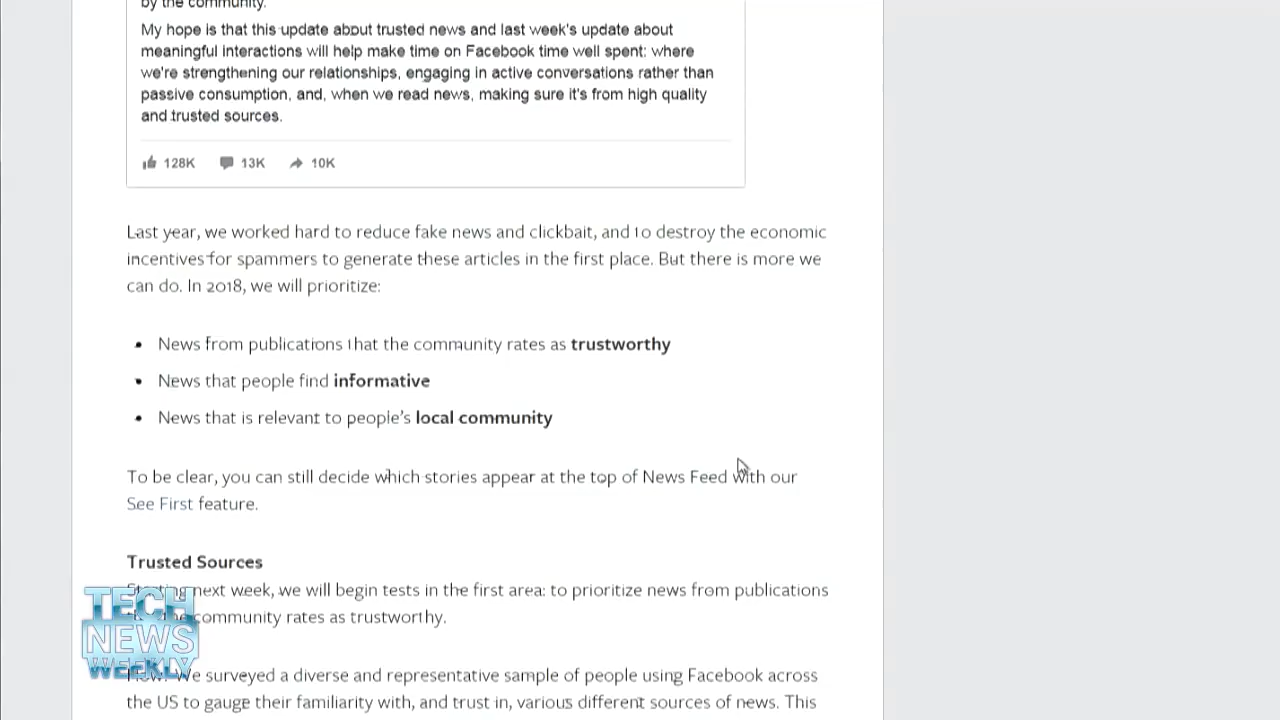 by the community.
My hope is that this update about trusted news and last week's update about
meaningful interactions will help make time on Facebook time well spent: where
we're strengthening our relationships, engaging in active conversations rather than
passive consumption, and, when we read news, making sure it's from high quality
and trusted sources.
128K 13K 10K
Last year, we worked hard to reduce fake news and clickbait, and to destroy the economic
incentives for spammers to generate these articles in the first place. But there is more we
can do. In 2018, we will prioritize:
• News from publications that the community rates as trustworthy
• News that people find informative
• News that is relevant to people's local community
To be clear, you can still decide which stories appear at the top of News Feed with our
See First feature.
Trusted Sources
Starting next week, we will begin tests in the first area: to prioritize news from publications
community rates as trustworthy.
We surveyed a diverse and representative sample of people using Facebook across
the US to gauge their familiarity with, and trust in, various different sources of news. This
TECH
NEWS
WEEKLY